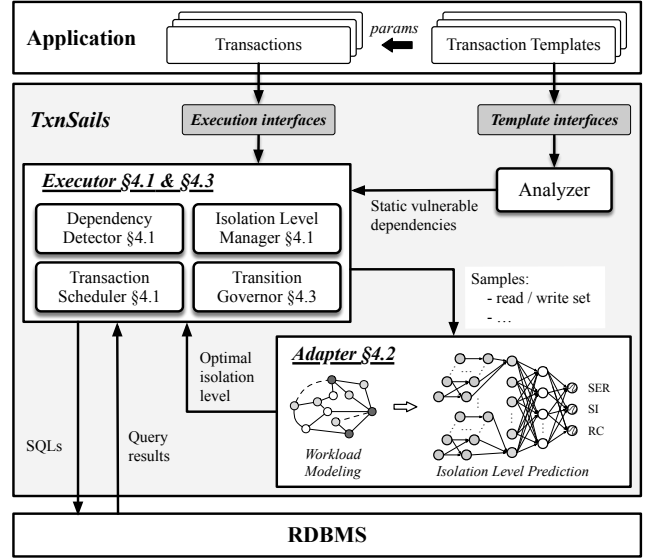 Application
Transactions
params
Transaction Templates
TxnSails
Execution interfaces
Template interfaces
Executor §4.1 & §4.3
Analyzer
Static vulnerable
dependencies
Dependency
Detector §4.1
Isolation Level
Manager §4.1
Transaction
Scheduler §4.1
Transition
Governor §4.3
Samples:
- read / write set
- ...
Optimal
isolation
level
Adapter §4.2
SER
SI
RC
Workload
Modeling
Isolation Level Prediction
SQLs
Query
results
RDBMS